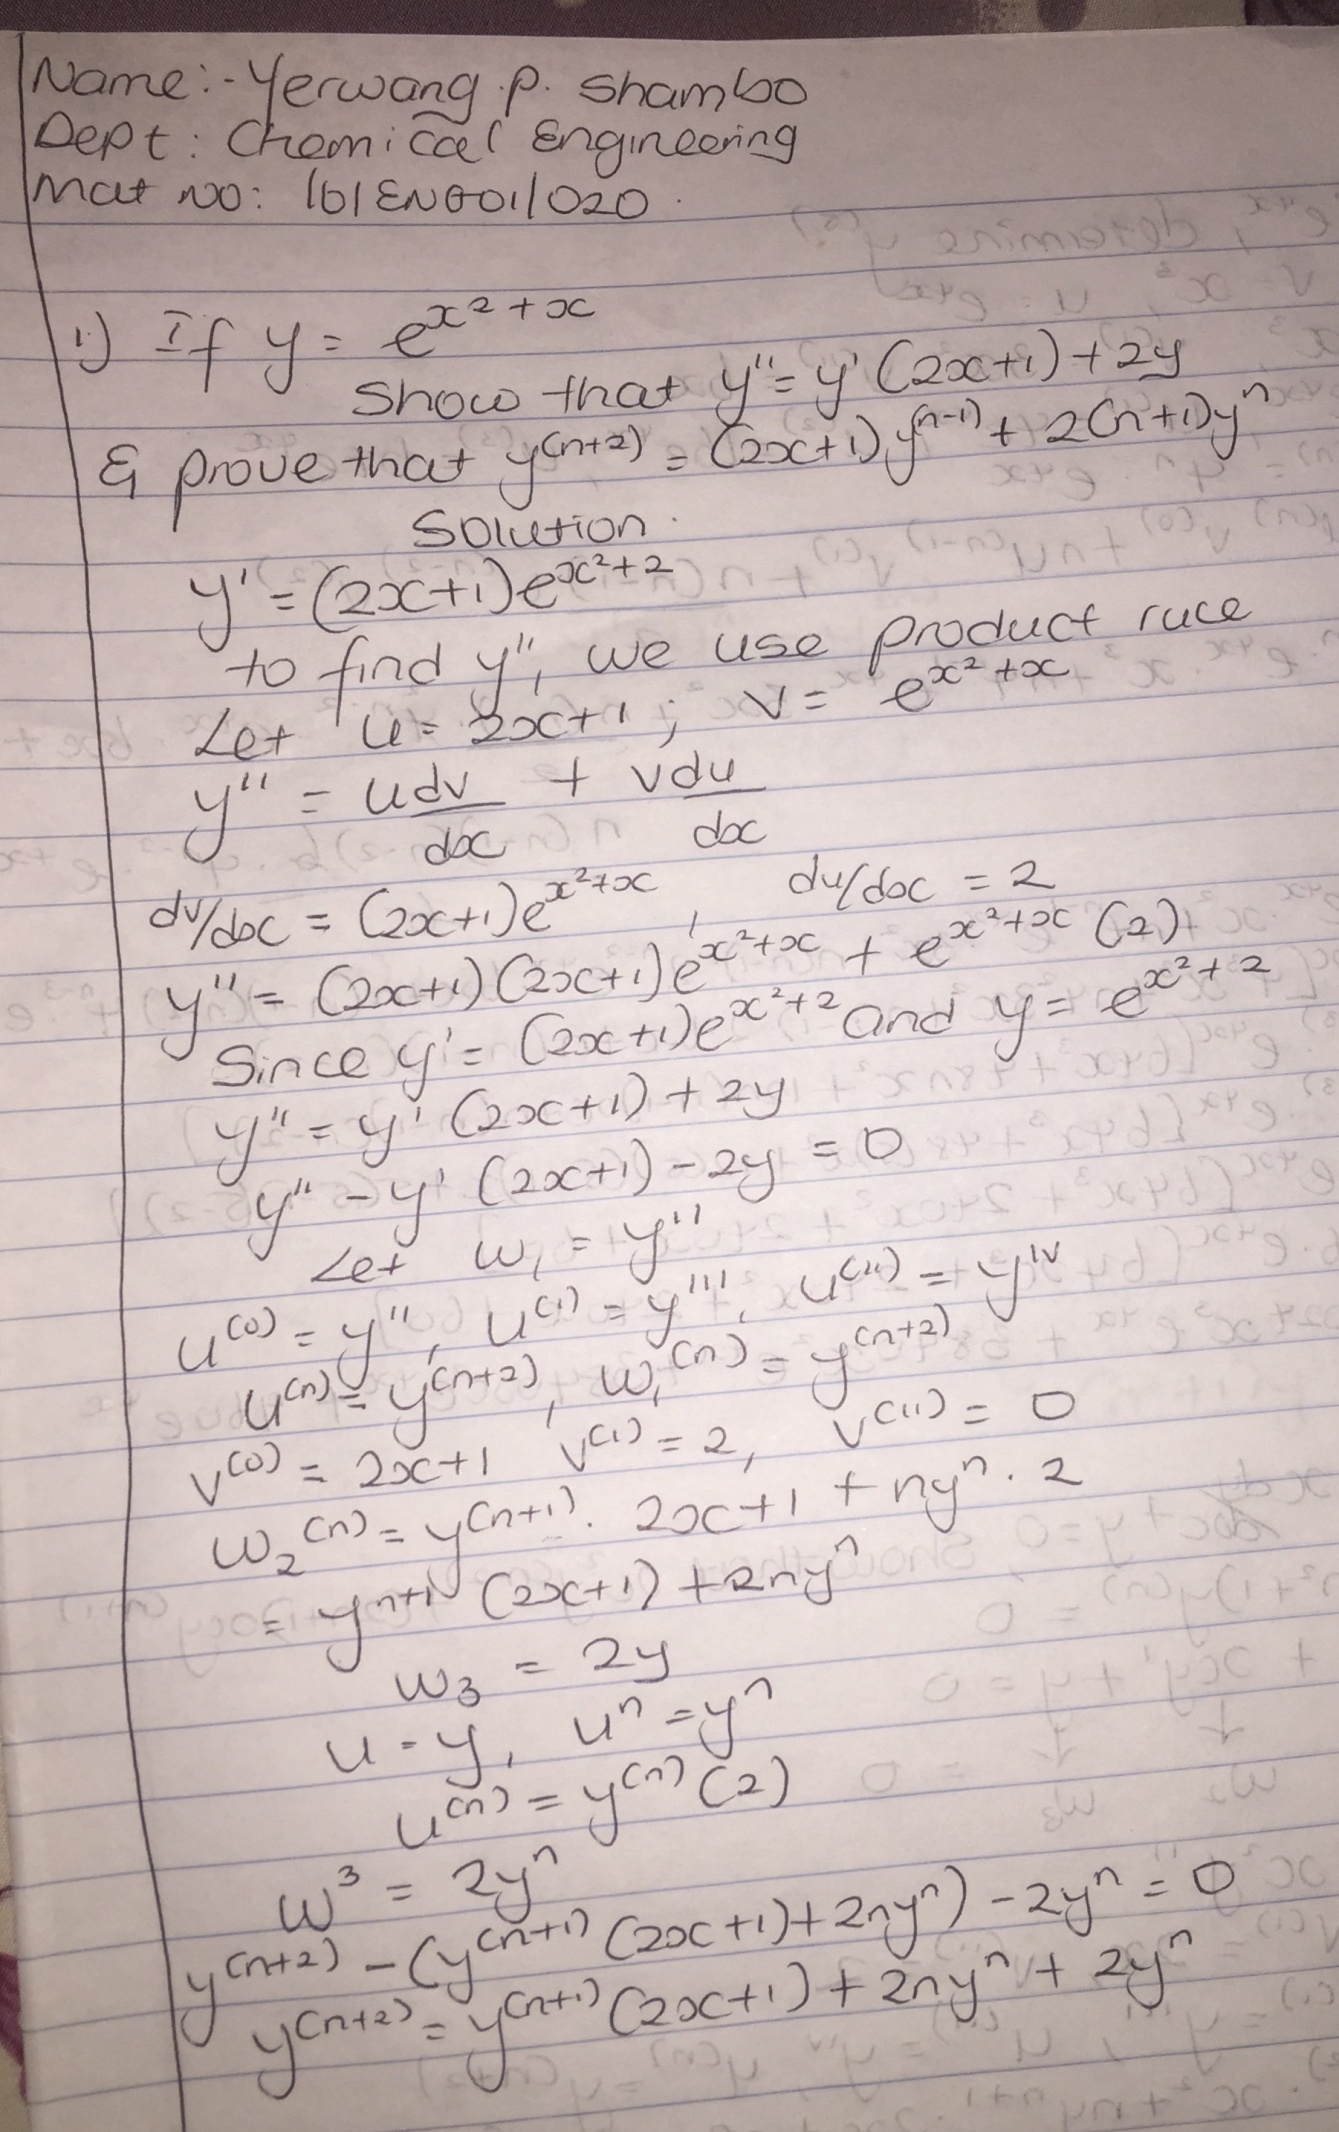 Name:- Yerwang .P. Shambo
Dept: Chemical Engineering
Mat No: 16/ENG01/020
1) If y = e^{x²+x}
Show that y'' = y' (2x+1) + 2y
& prove that y^{(n+2)} = (2x+1) y^{(n-1)} + 2(n+1)y^n
Solution
y' = (2x+1)e^{x²+2}
to find y'', we use product rule
Let u = 2x+1 ; v = e^{x²+x}
y'' = u dv/dx + v du/dx
dv/dx = (2x+1)e^{x²+x} , du/dx = 2
y'' = (2x+1)(2x+1)e^{x²+x} + e^{x²+x} (2)
Since y' = (2x+1)e^{x²+2} and y = e^{x²+2}
y'' = y' (2x+1) + 2y
y'' - y' (2x+1) - 2y = 0
Let w₁ = y''
u^{(0)} = y'', u^{(1)} = y''', u^{(11)} = y^{IV}
u^{(n)} = y^{(n+2)}, w₁^{(n)} = y^{(n+2)}
v^{(0)} = 2x+1 v^{(1)} = 2, v^{(11)} = 0
w₂^{(n)} = y^{(n+1)} . 2x+1 + ny^n . 2
= y^{n+1} (2x+1) + 2ny^n
w₃ = 2y
u = y, u^n = y^n
u^{(n)} = y^{(n)} (2)
w³ = 2y^n
y^{(n+2)} - (y^{(n+1)} (2x+1) + 2ny^n) - 2y^n = 0
y^{(n+2)} = y^{(n+1)} (2x+1) + 2ny^n + 2y^n